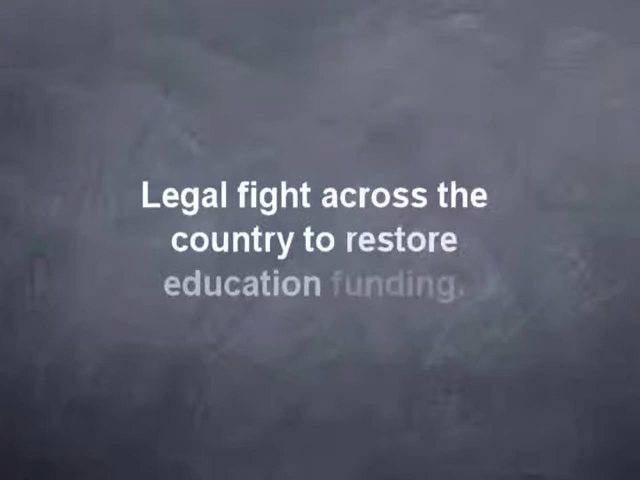 Legal fight across the
country to restore
education funding.